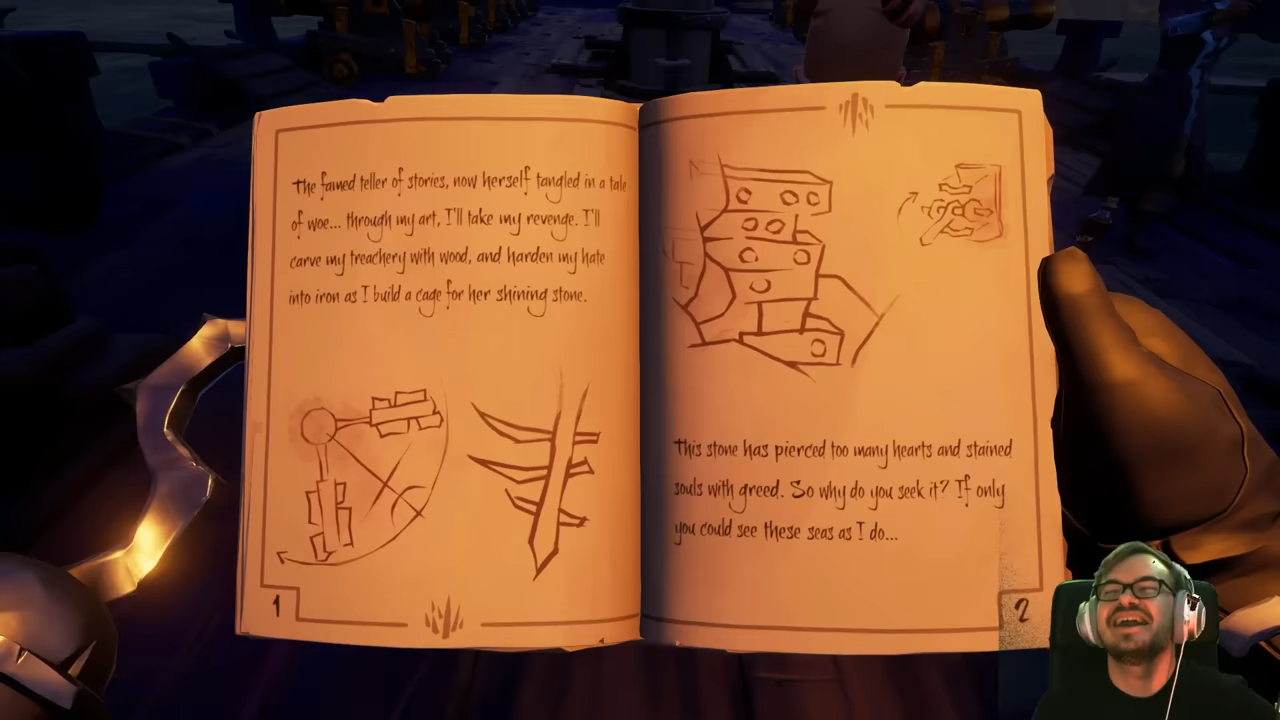 The famed teller of stories, now herself tangled in a tale
of woe... through my art, I'll take my revenge. I'll
carve my treachery with wood, and harden my hate
into iron as I build a cage for her shining stone.
1
This stone has pierced too many hearts and stained
souls with greed. So why do you seek it? If only
you could see these seas as I do...
2